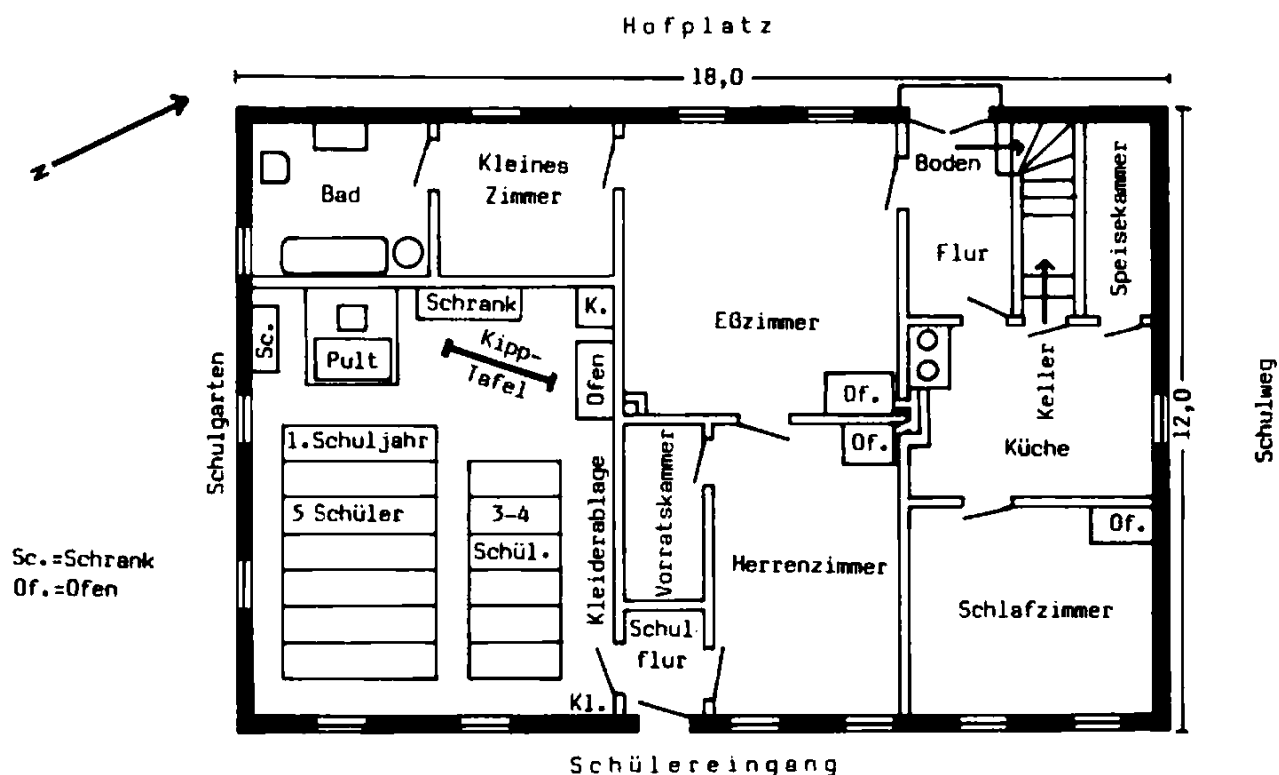 Hofplatz
18,0
N
Kleines
Zimmer
Bad
Boden
Flur
Speisekammer
Schrank
K.
Sc.
Pult
Kipp-
Tafel
Ofen
Eßzimmer
Of.
Of.
Keller
Küche
12,0
Schulweg
Schulgarten
1.Schuljahr
5 Schüler
3-4
Schül.
Kleiderablage
Vorratskammer
Herrenzimmer
Of.
Schlafzimmer
Sc.=Schrank
Of.=Ofen
Schul-
flur
Kl.
Schülereingang